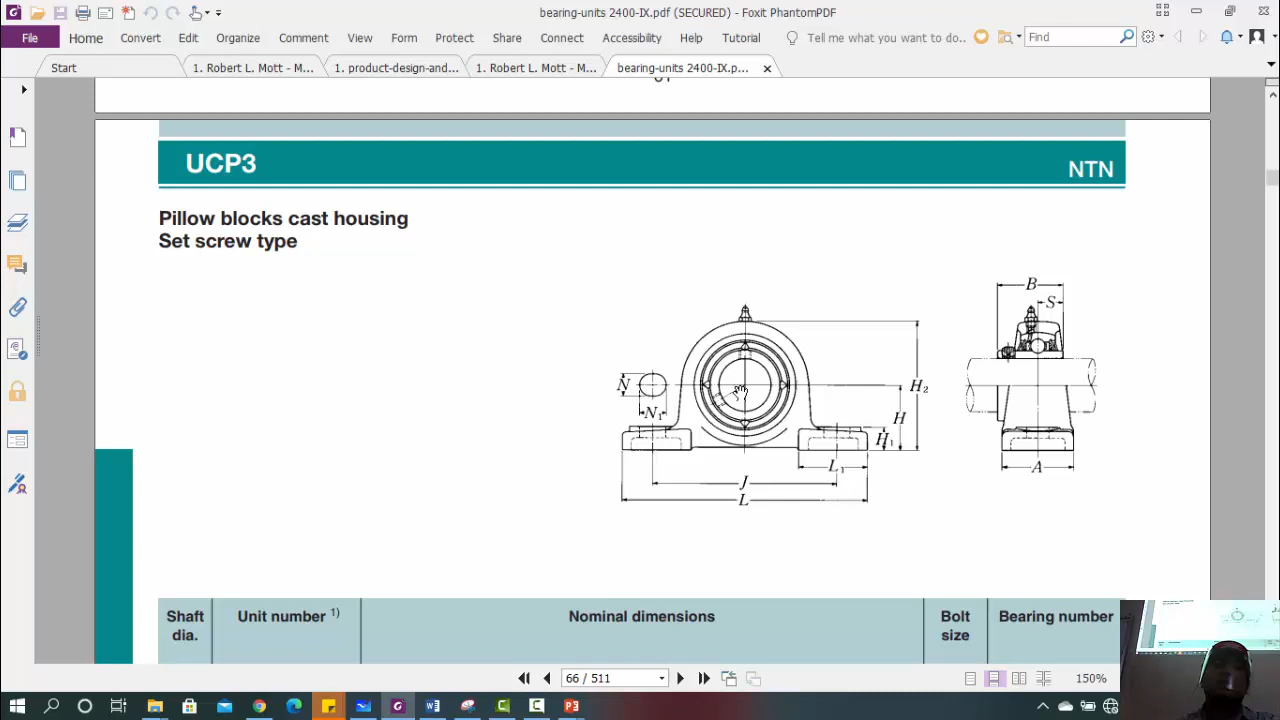 bearing-units 2400-IX.pdf (SECURED) - Foxit PhantomPDF
File Home Convert Edit Organize Comment View Form Protect Share Connect Accessibility Help Tutorial Tell me what you want to do.. Find
Start 1. Robert L. Mott - M... 1. product-design-and... 1. Robert L. Mott - M... bearing-units 2400-IX.p...
UCP3
NTN
Pillow blocks cast housing
Set screw type
B
S
N
N1
H2
H
H1
L1
J
L
A
Shaft dia.
Unit number 1)
Nominal dimensions
Bolt size
Bearing number
66 / 511
150%